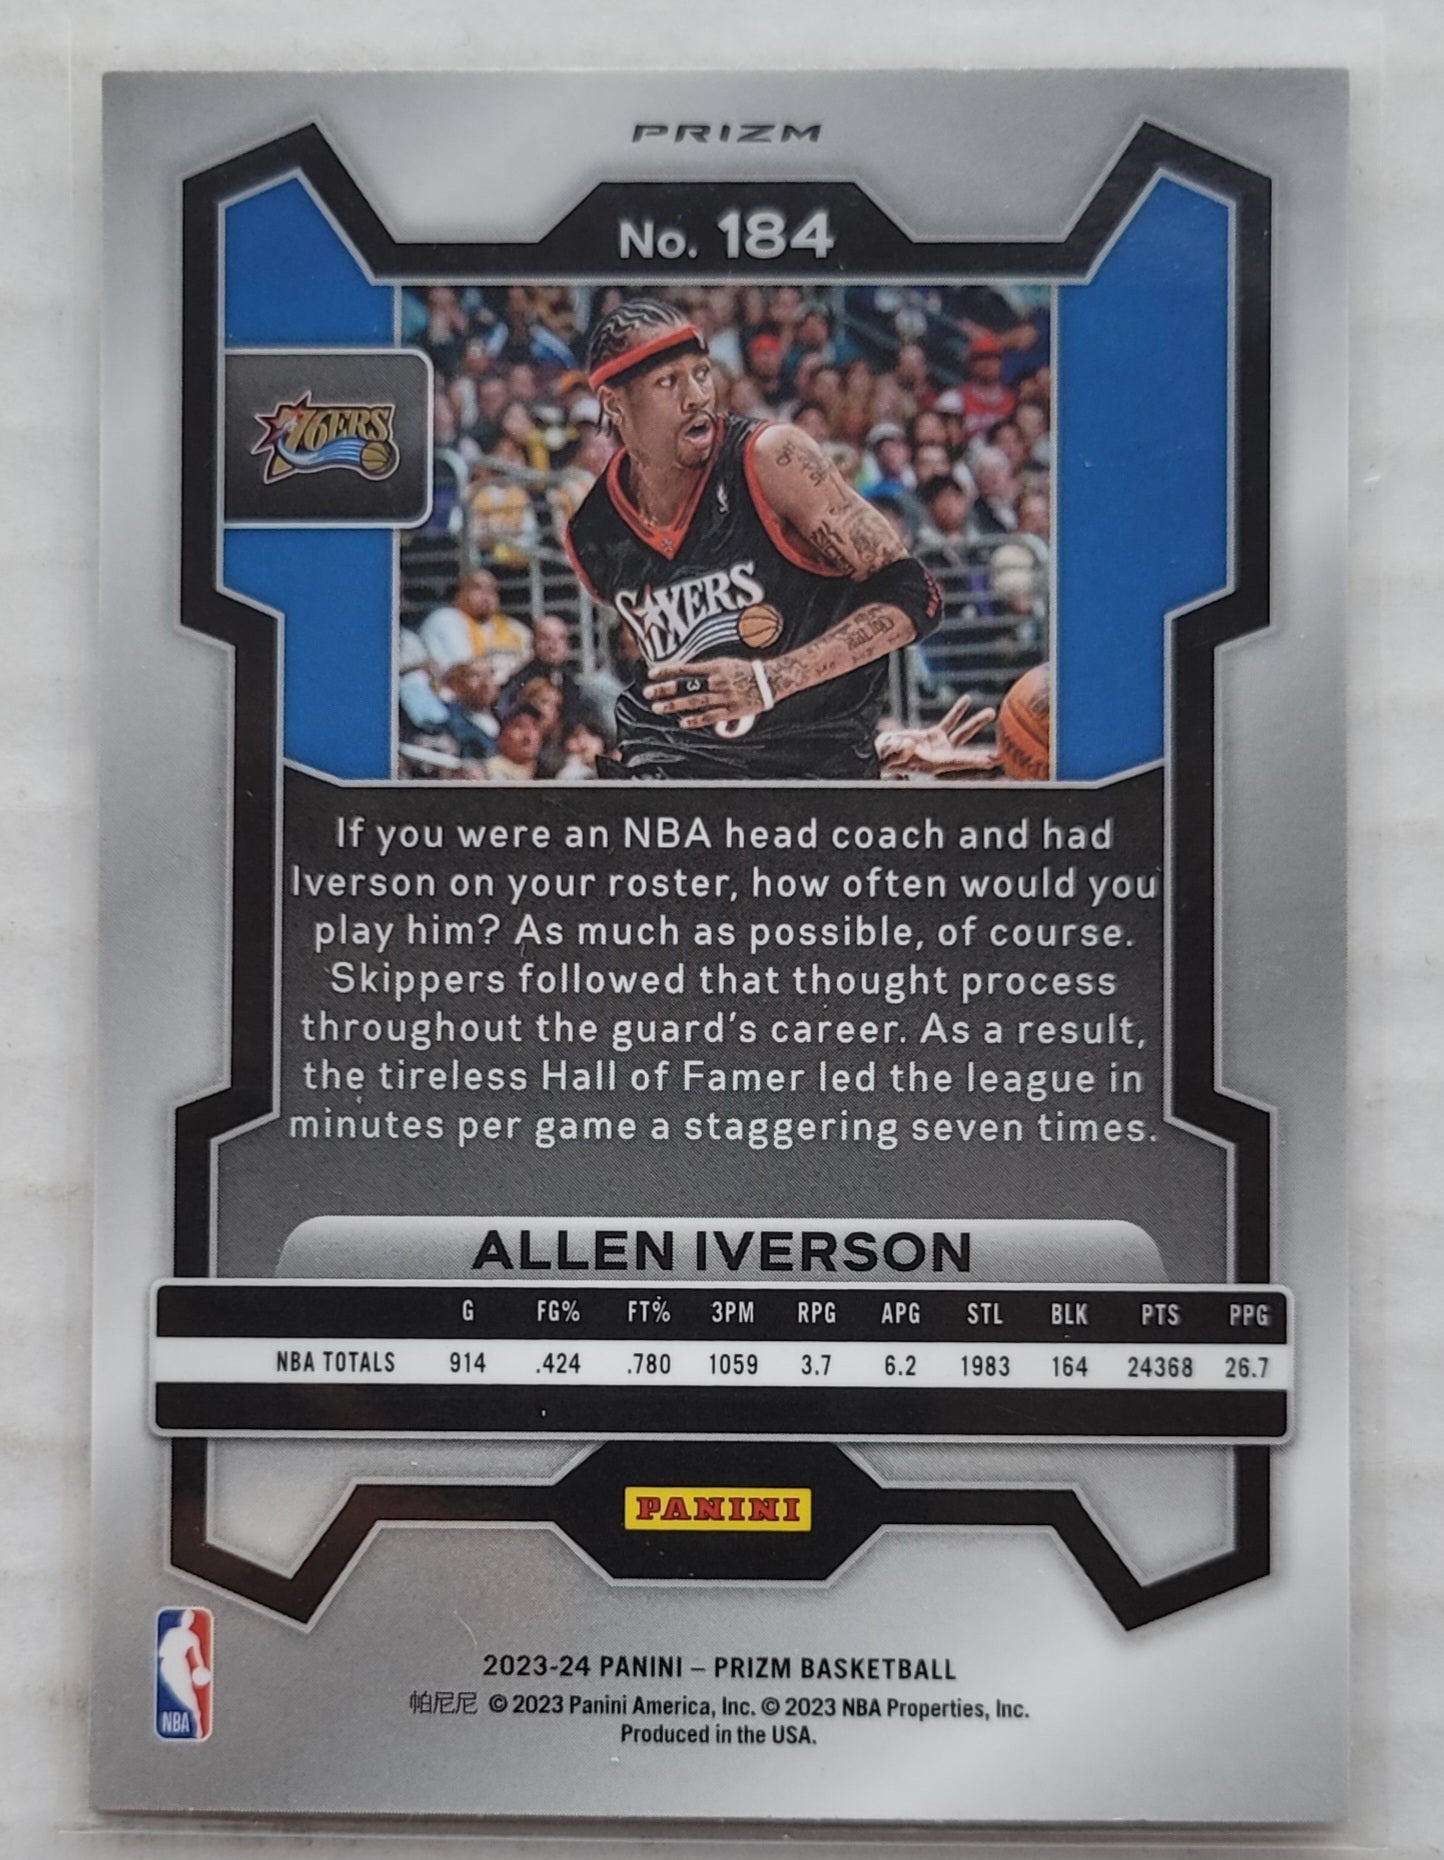 PRIZM
No. 184
76ERS
SIXERS
3
If you were an NBA head coach and had
Iverson on your roster, how often would you
play him? As much as possible, of course.
Skippers followed that thought process
throughout the guard's career. As a result,
the tireless Hall of Famer led the league in
minutes per game a staggering seven times.
ALLEN IVERSON
G FG% FT% 3PM RPG APG STL BLK PTS PPG
NBA TOTALS 914 .424 .780 1059 3.7 6.2 1983 164 24368 26.7
PANINI
NBA
2023-24 PANINI – PRIZM BASKETBALL
帕尼尼 © 2023 Panini America, Inc. © 2023 NBA Properties, Inc.
Produced in the USA.